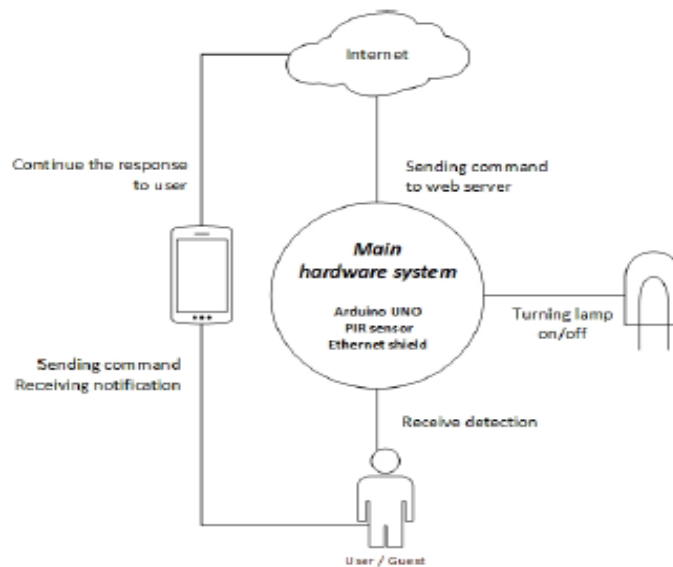 Internet
Continue the response
to user
Sending command
to web server
Main
hardware system
Arduino UNO
PIR sensor
Ethernet shield
Turning lamp
on/off
Sending command
Receiving notification
Receive detection
User / Guest